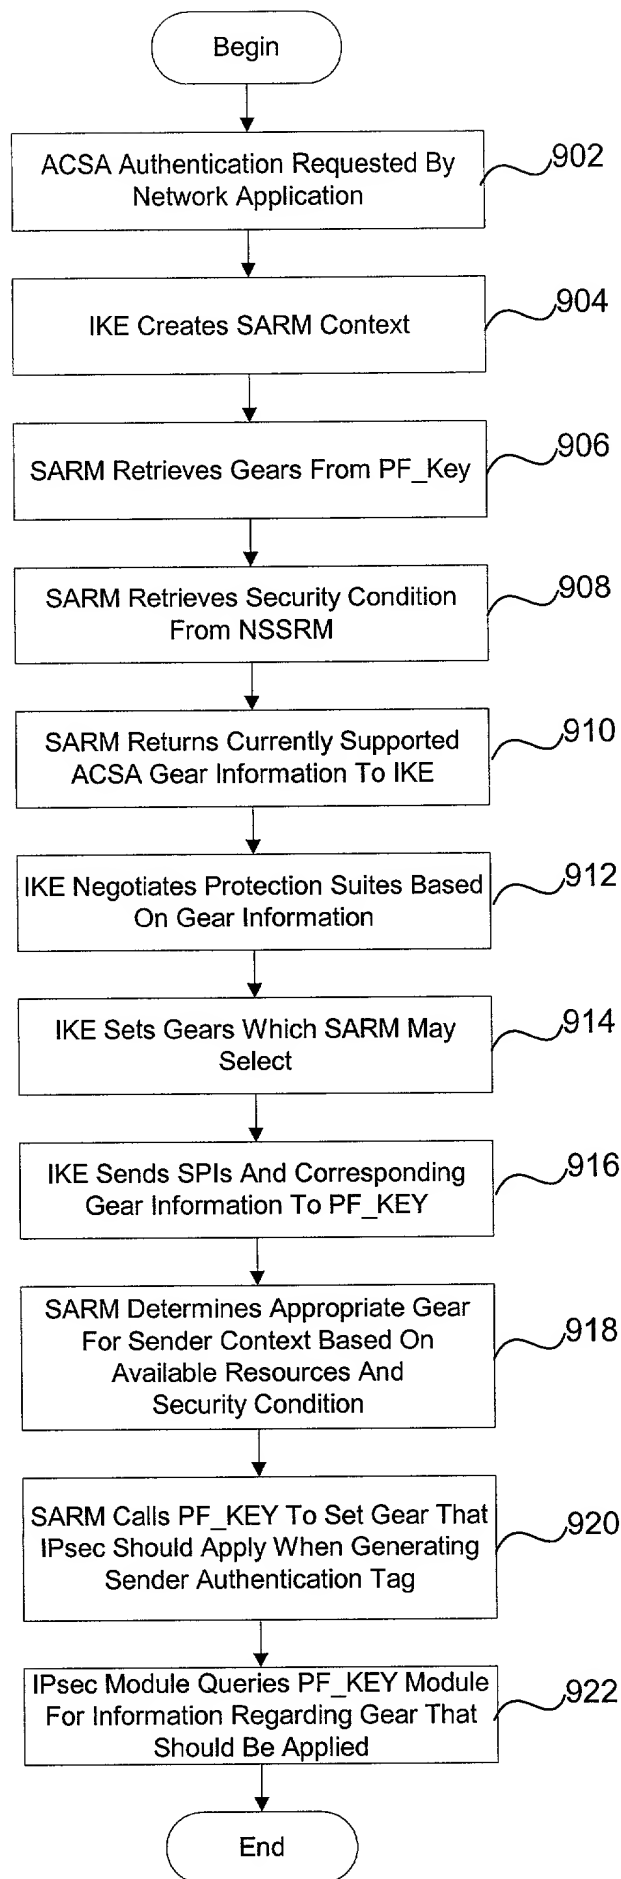 Begin
ACSA Authentication Requested By
Network Application
902
IKE Creates SARM Context
904
SARM Retrieves Gears From PF_Key
906
SARM Retrieves Security Condition
From NSSRM
908
SARM Returns Currently Supported
ACSA Gear Information To IKE
910
IKE Negotiates Protection Suites Based
On Gear Information
912
IKE Sets Gears Which SARM May
Select
914
IKE Sends SPIs And Corresponding
Gear Information To PF_KEY
916
SARM Determines Appropriate Gear
For Sender Context Based On
Available Resources And
Security Condition
918
SARM Calls PF_KEY To Set Gear That
IPsec Should Apply When Generating
Sender Authentication Tag
920
IPsec Module Queries PF_KEY Module
For Information Regarding Gear That
Should Be Applied
922
End